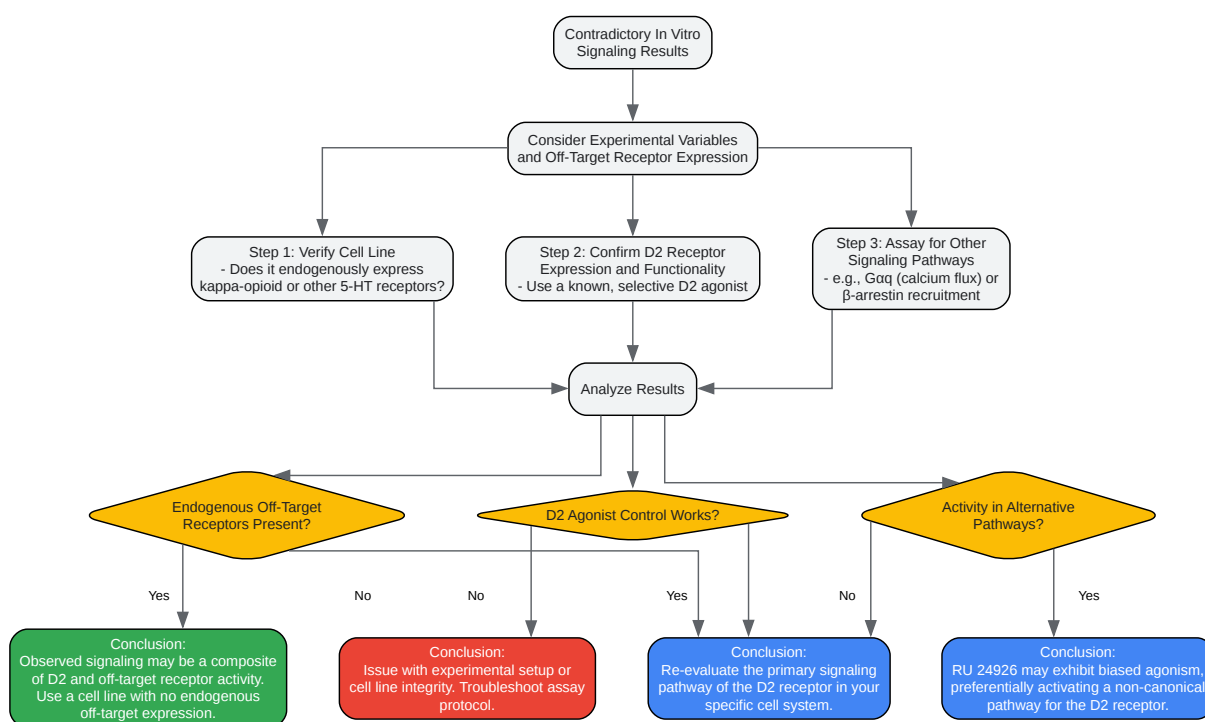 Contradictory In Vitro
Signaling Results
Consider Experimental Variables
and Off-Target Receptor Expression
Step 1: Verify Cell Line
- Does it endogenously express
kappa-opioid or other 5-HT receptors?
Step 2: Confirm D2 Receptor
Expression and Functionality
- Use a known, selective D2 agonist
Step 3: Assay for Other
Signaling Pathways
- e.g., Gαq (calcium flux) or
β-arrestin recruitment
Analyze Results
Endogenous Off-Target
Receptors Present?
D2 Agonist Control Works?
Activity in Alternative
Pathways?
Yes
No
No
Yes
No
Yes
Conclusion:
Observed signaling may be a composite
of D2 and off-target receptor activity.
Use a cell line with no endogenous
off-target expression.
Conclusion:
Issue with experimental setup or
cell line integrity. Troubleshoot assay
protocol.
Conclusion:
Re-evaluate the primary signaling
pathway of the D2 receptor in your
specific cell system.
Conclusion:
RU 24926 may exhibit biased agonism,
preferentially activating a non-canonical
pathway for the D2 receptor.